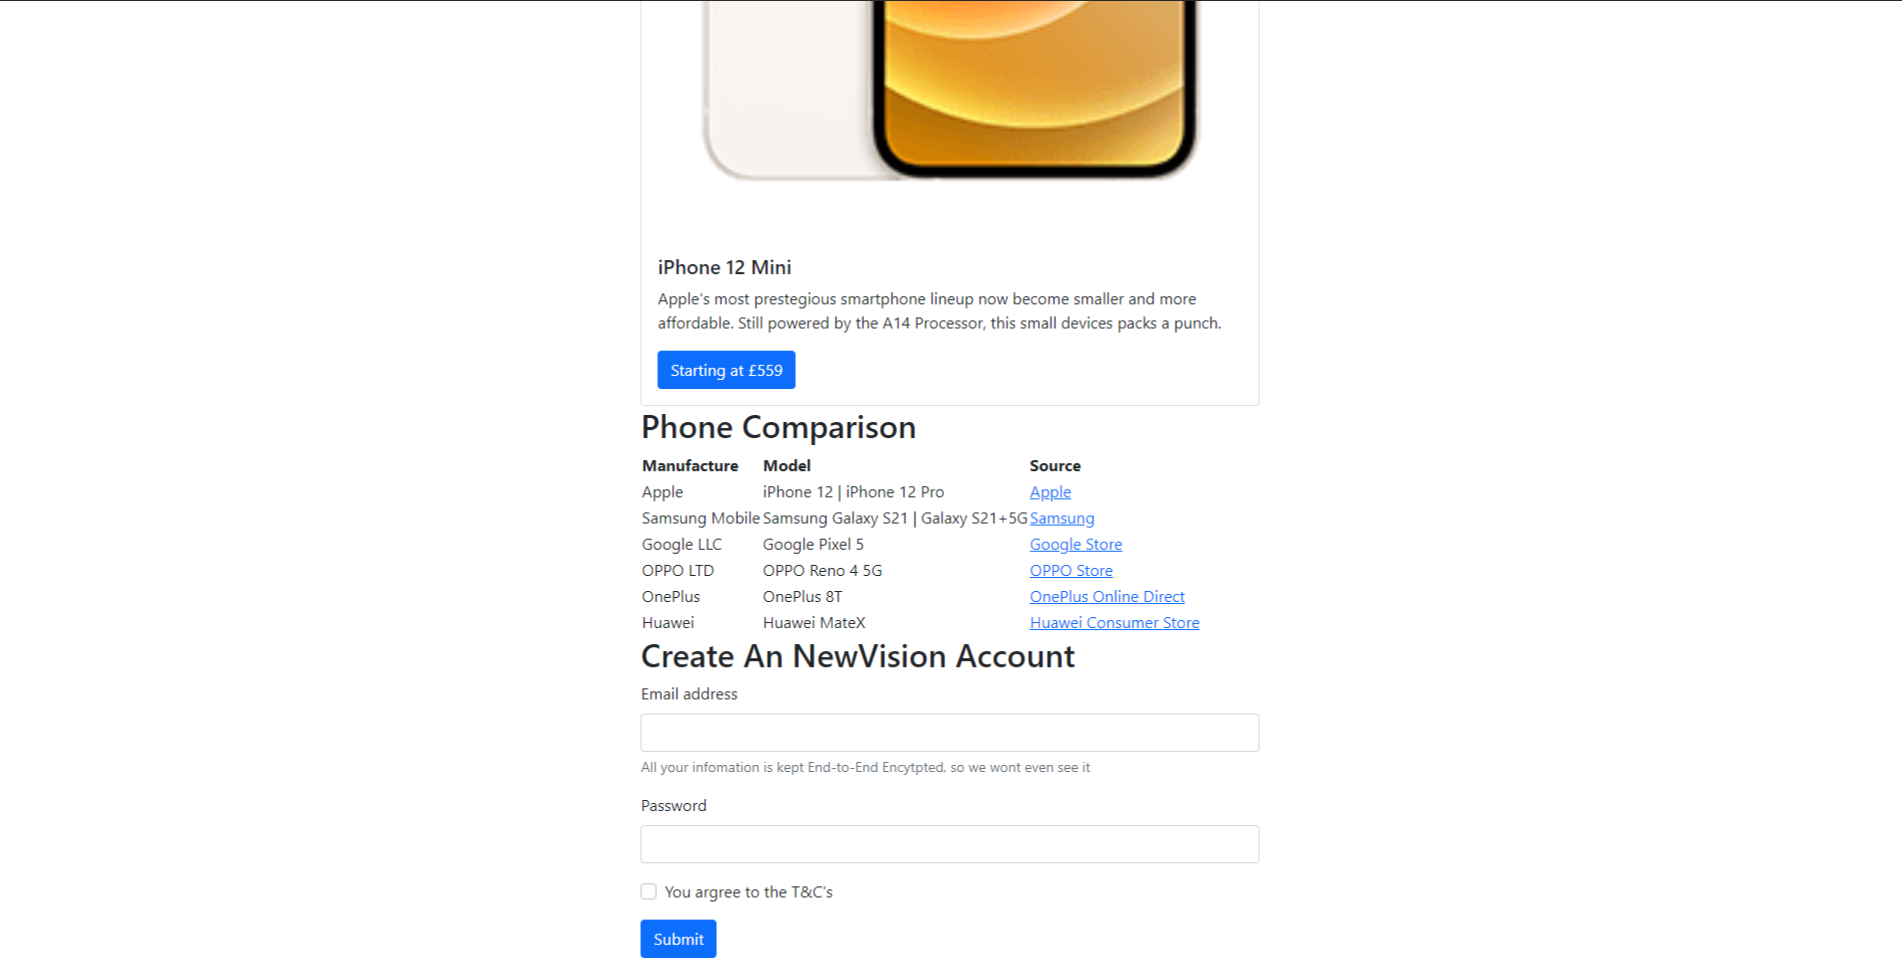 iPhone 12 Mini
Apple's most prestegious smartphone lineup now become smaller and more
affordable. Still powered by the A14 Processor, this small devices packs a punch.
Starting at £559
Phone Comparison
Manufacture Model Source
Apple iPhone 12 | iPhone 12 Pro Apple
Samsung Mobile Samsung Galaxy S21 | Galaxy S21+5G Samsung
Google LLC Google Pixel 5 Google Store
OPPO LTD OPPO Reno 4 5G OPPO Store
OnePlus OnePlus 8T OnePlus Online Direct
Huawei Huawei MateX Huawei Consumer Store
Create An NewVision Account
Email address
All your infomation is kept End-to-End Encytpted, so we wont even see it
Password
You argree to the T&C's
Submit